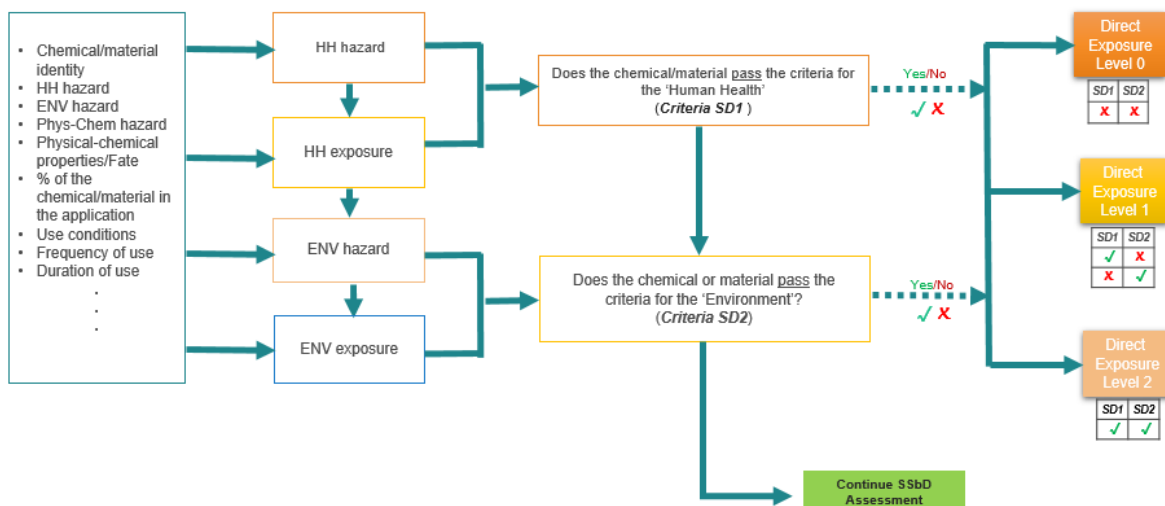 • Chemical/material
identity
• HH hazard
• ENV hazard
• Phys-Chem hazard
• Physical-chemical
properties/Fate
• % of the
chemical/material in
the application
• Use conditions
• Frequency of use
• Duration of use
.
.
.
HH hazard
HH exposure
ENV hazard
ENV exposure
Does the chemical/material pass the criteria for
the ‘Human Health’
(Criteria SD1 )
Yes/No
✓ ✗
Does the chemical or material pass the
criteria for the ‘Environment’?
(Criteria SD2)
Yes/No
✓ ✗
Continue SSbD
Assessment
Direct
Exposure
Level 0
SD1 SD2
✗ ✗
Direct
Exposure
Level 1
SD1 SD2
✓ ✗
✗ ✓
Direct
Exposure
Level 2
SD1 SD2
✓ ✓